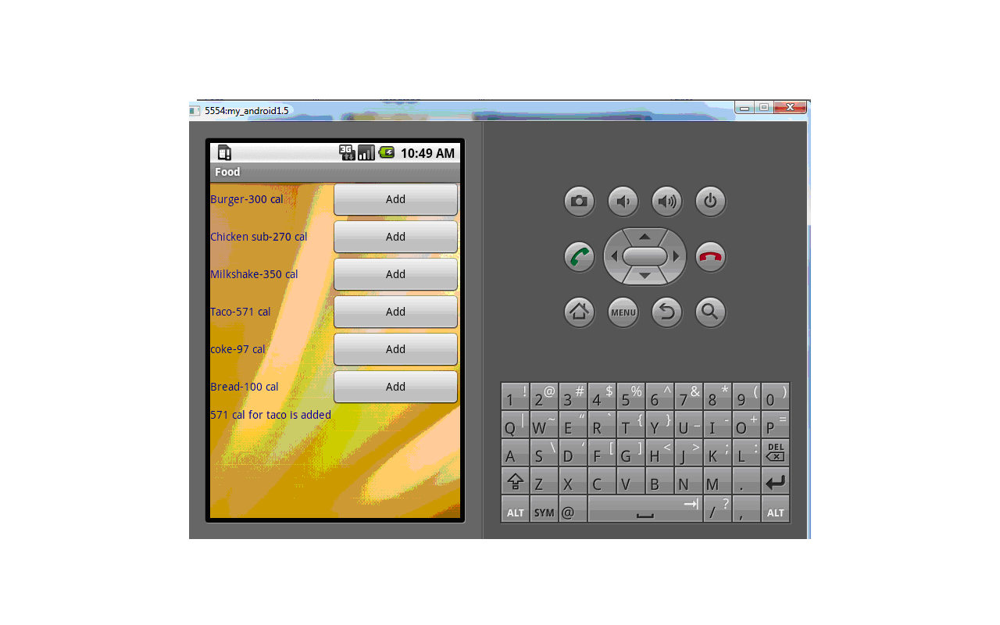 5554:my_android1.5
3G 10:49 AM
Food
Burger-300 cal Add
Chicken sub-270 cal Add
Milkshake-350 cal Add
Taco-571 cal Add
coke-97 cal Add
Bread-100 cal Add
571 cal for taco is added
MENU
1 ! 2 @ 3 # 4 $ 5 % 6 ^ 7 & 8 * 9 ( 0 )
Q | W ~ E “ R ` T { Y } U _ I - O + P =
A S \ D ‘ F [ G ] H < J > K ; L : DEL
Z X C V B N M .
ALT SYM @ / ? , ALT